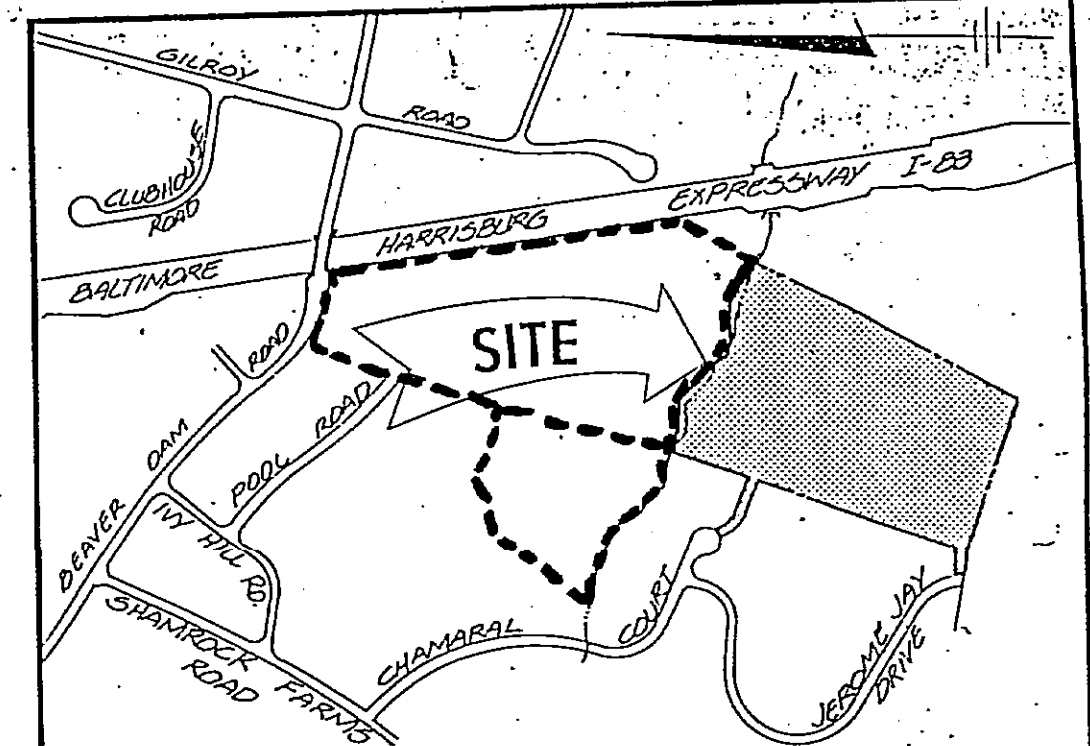 GILROY
ROAD
CLUBHOUSE
ROAD
BALTIMORE
HARRISBURG
EXPRESSWAY
I-83
SITE
ROAD
BEAVER
DAM
POOL
ROAD
IVY HILL RD.
SHAMROCK
FARMS
ROAD
CHAMARAL
COURT
JEROME JAY
DRIVE